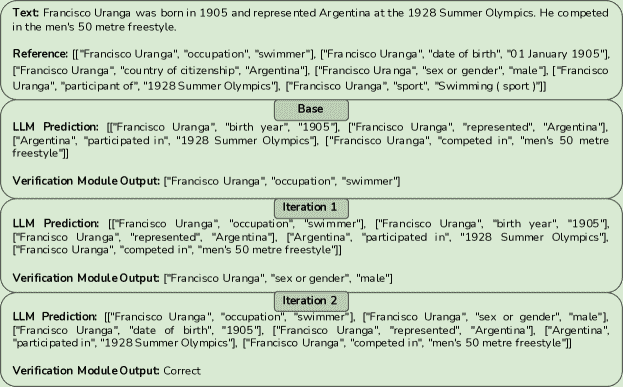 Text: Francisco Uranga was born in 1905 and represented Argentina at the 1928 Summer Olympics. He competed
in the men's 50 metre freestyle.
Reference: [["Francisco Uranga", "occupation", "swimmer"], ["Francisco Uranga", "date of birth", "01 January 1905"],
["Francisco Uranga", "country of citizenship", "Argentina"], ["Francisco Uranga", "sex or gender", "male"], ["Francisco
Uranga", "participant of", "1928 Summer Olympics"], ["Francisco Uranga", "sport", "Swimming ( sport )"]]
Base
LLM Prediction: [["Francisco Uranga", "birth year", "1905"], ["Francisco Uranga", "represented", "Argentina"],
["Argentina", "participated in", "1928 Summer Olympics"], ["Francisco Uranga", "competed in", "men's 50 metre
freestyle"]]
Verification Module Output: ["Francisco Uranga", "occupation", "swimmer"]
Iteration 1
LLM Prediction: [["Francisco Uranga", "occupation", "swimmer"], ["Francisco Uranga", "birth year", "1905"],
["Francisco Uranga", "represented", "Argentina"], ["Argentina", "participated in", "1928 Summer Olympics"],
["Francisco Uranga", "competed in", "men's 50 metre freestyle"]]
Verification Module Output: ["Francisco Uranga", "sex or gender", "male"]
Iteration 2
LLM Prediction: [["Francisco Uranga", "occupation", "swimmer"], ["Francisco Uranga", "sex or gender", "male"],
["Francisco Uranga", "date of birth", "1905"], ["Francisco Uranga", "represented", "Argentina"], ["Argentina",
"participated in", "1928 Summer Olympics"], ["Francisco Uranga", "competed in", "men's 50 metre freestyle"]]
Verification Module Output: Correct